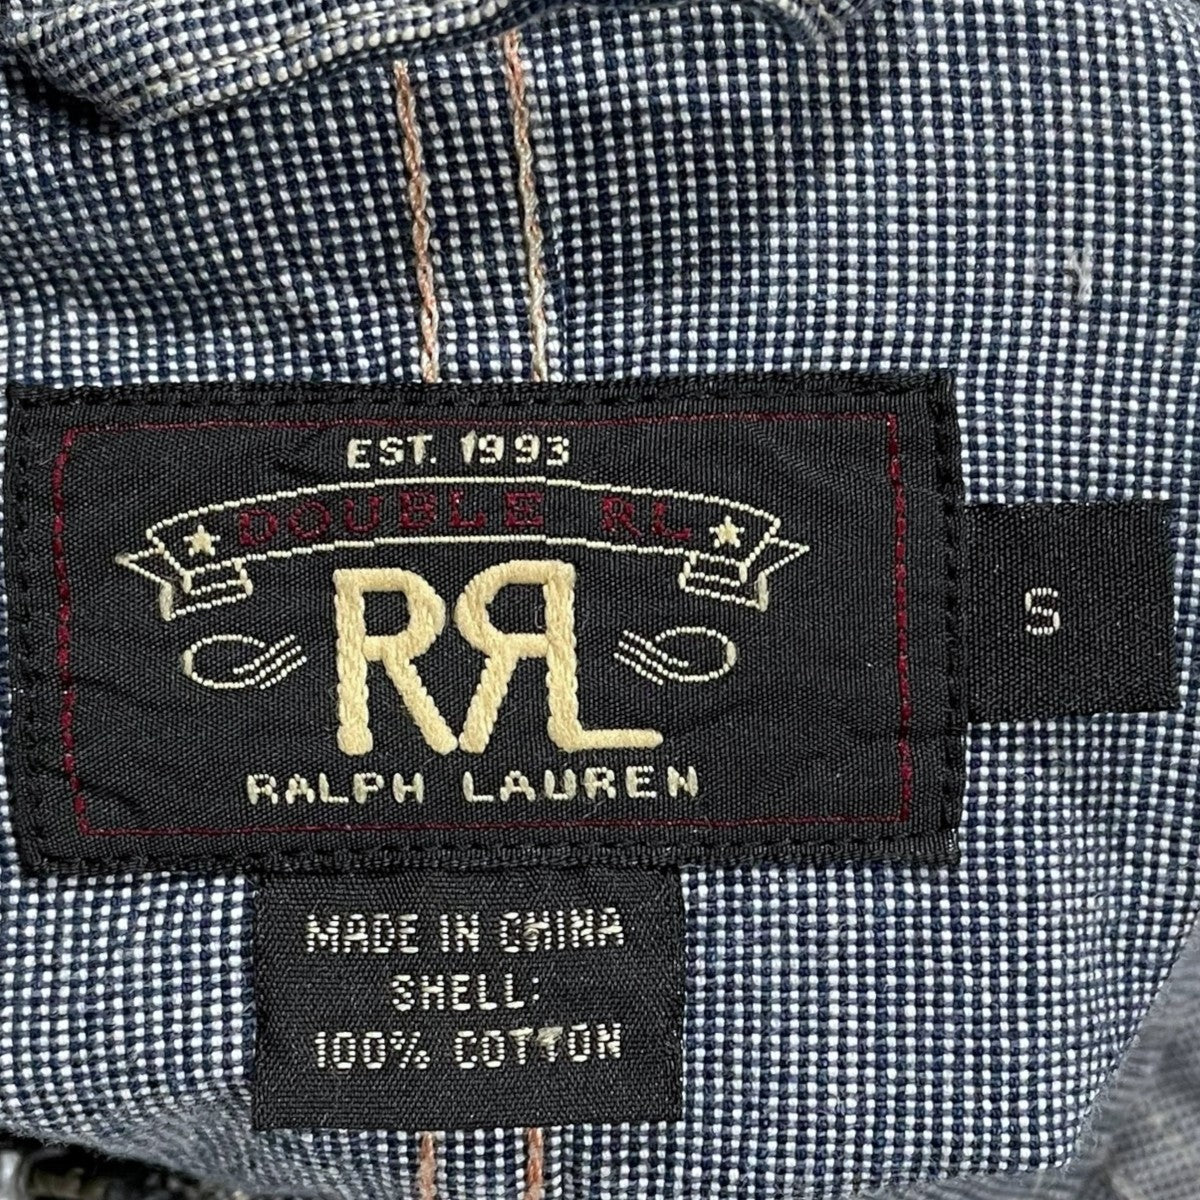 EST. 1993
DOUBLE RL
RRL
RALPH LAUREN
S
MADE IN CHINA
SHELL:
100% COTTON